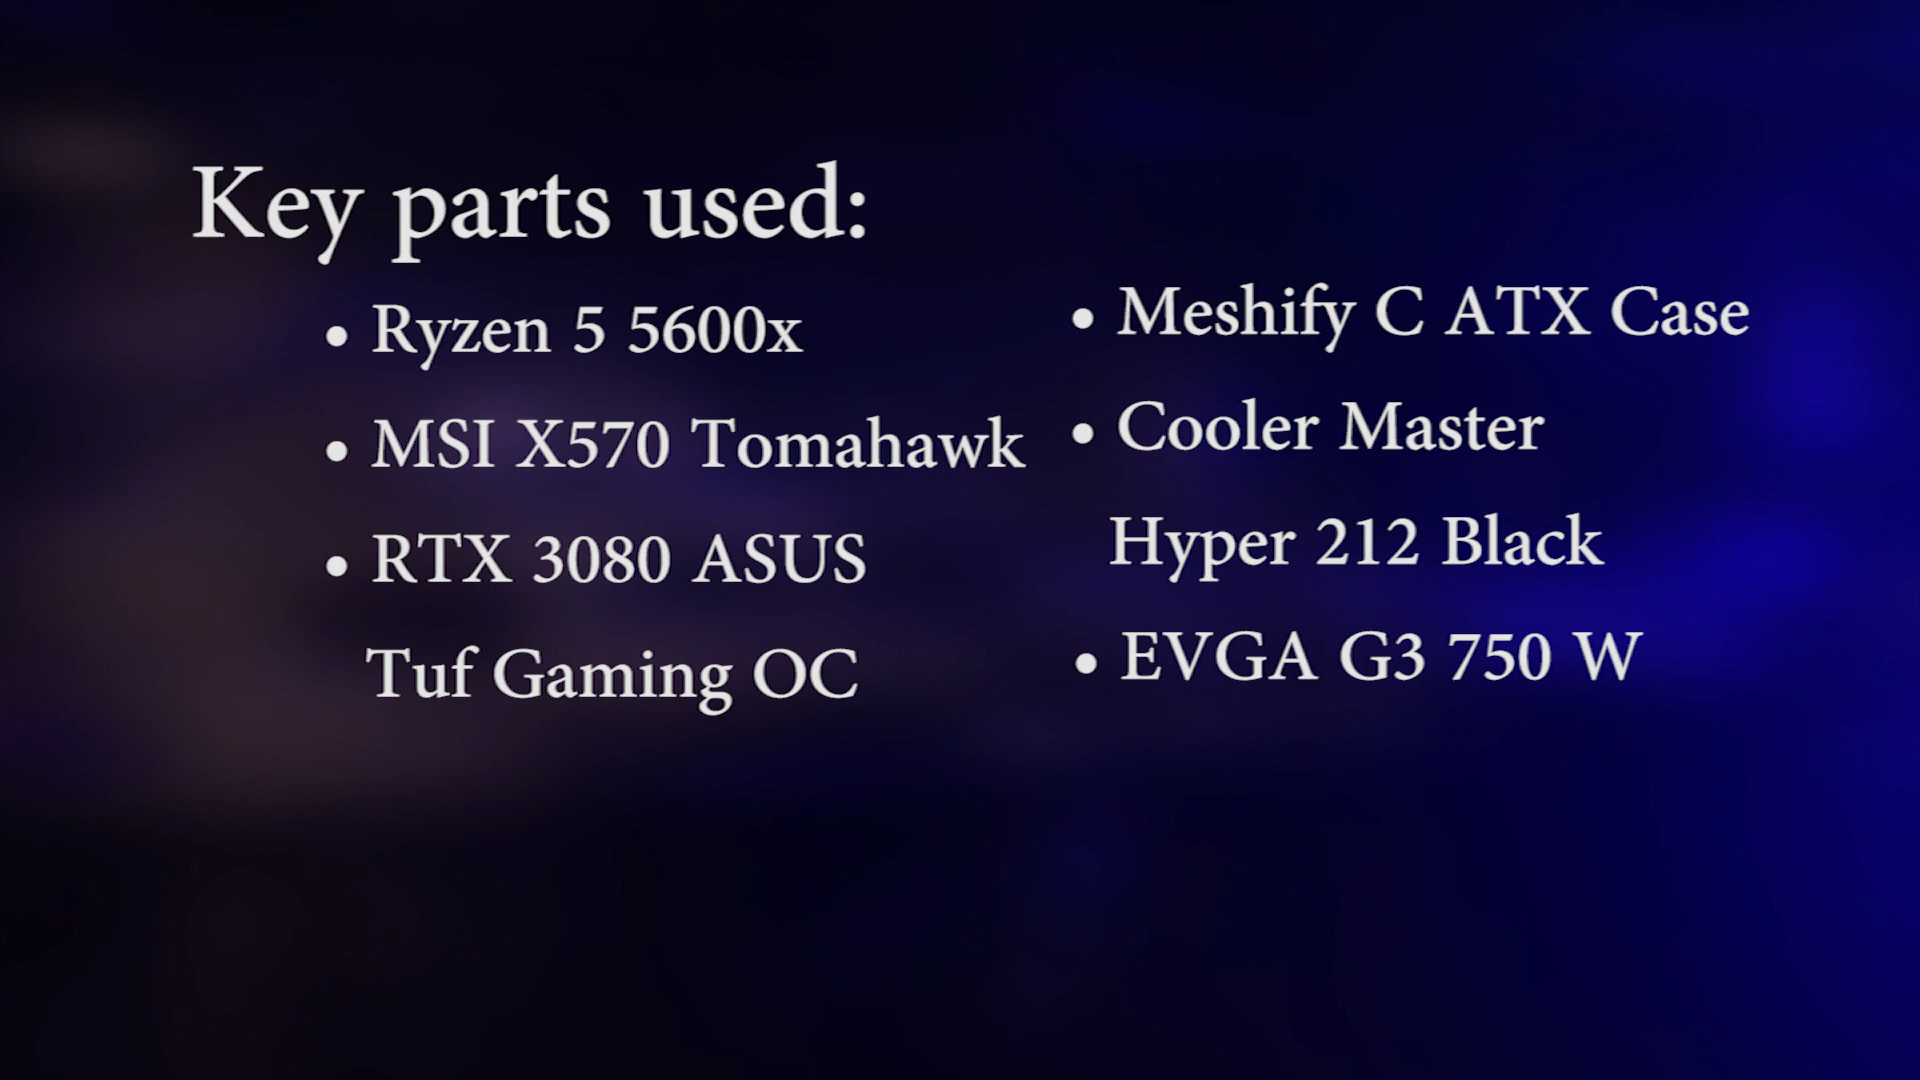 Key parts used:
• Ryzen 5 5600x
• MSI X570 Tomahawk
• RTX 3080 ASUS
Tuf Gaming OC
• Meshify C ATX Case
• Cooler Master
Hyper 212 Black
• EVGA G3 750 W